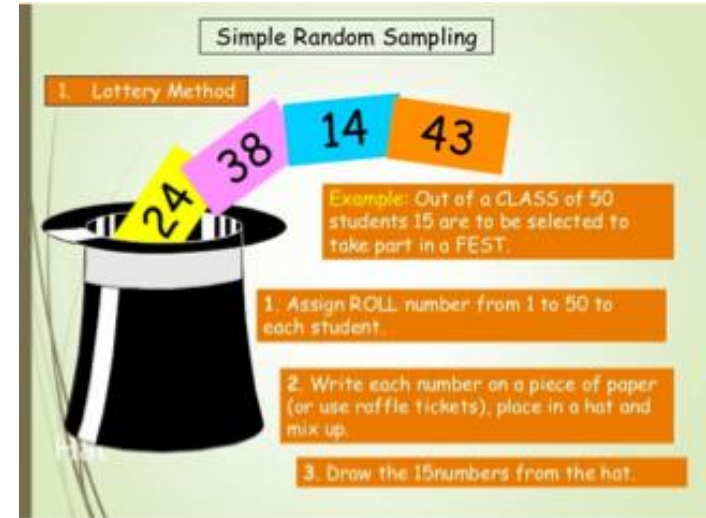 Simple Random Sampling
1. Lottery Method
24
38
14
43
Example: Out of a CLASS of 50
students 15 are to be selected to
take part in a FEST.
1. Assign ROLL number from 1 to 50 to
each student.
2. Write each number on a piece of paper
(or use raffle tickets), place in a hat and
mix up.
Hat
3. Draw the 15numbers from the hat.